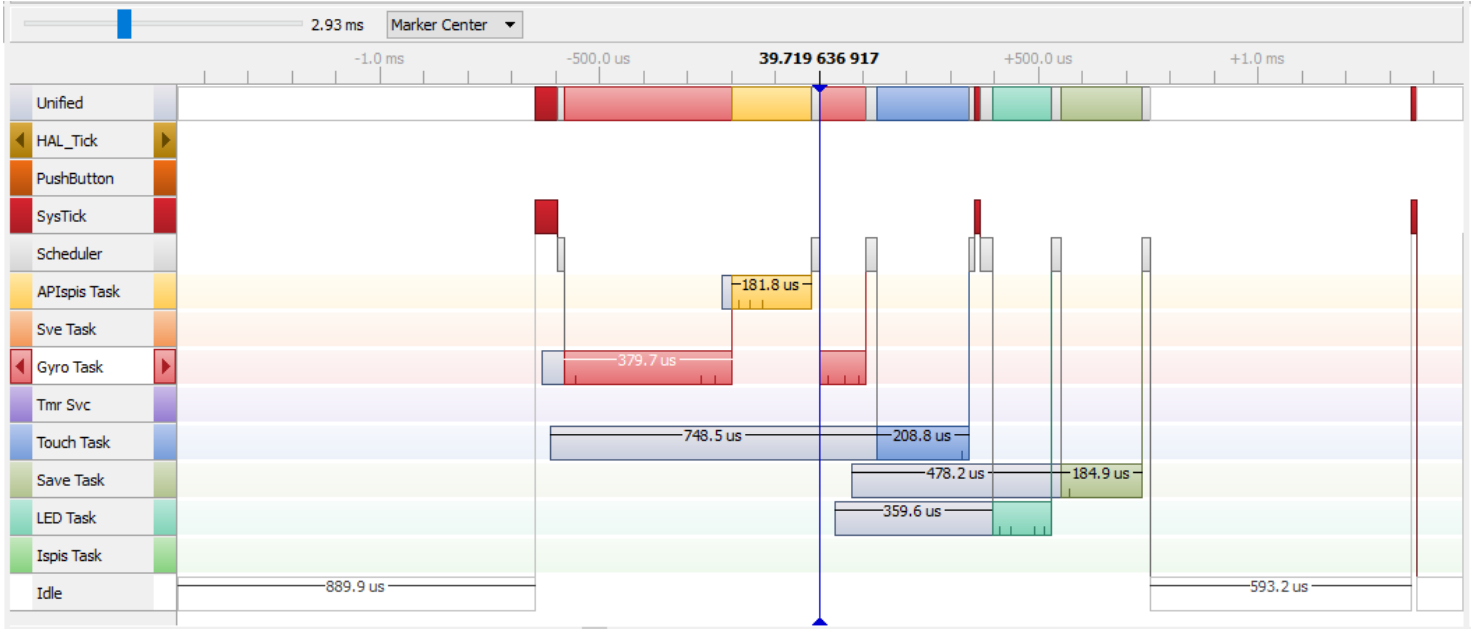 2.93 ms Marker Center
-1.0 ms -500.0 us 39.719 636 917 +500.0 us +1.0 ms
Unified
HAL_Tick
PushButton
SysTick
Scheduler
APIspis Task 181.8 us
Sve Task
Gyro Task 379.7 us
Tmr Svc
Touch Task 748.5 us 208.8 us
Save Task 478.2 us 184.9 us
LED Task 359.6 us
Ispis Task
Idle 889.9 us 593.2 us